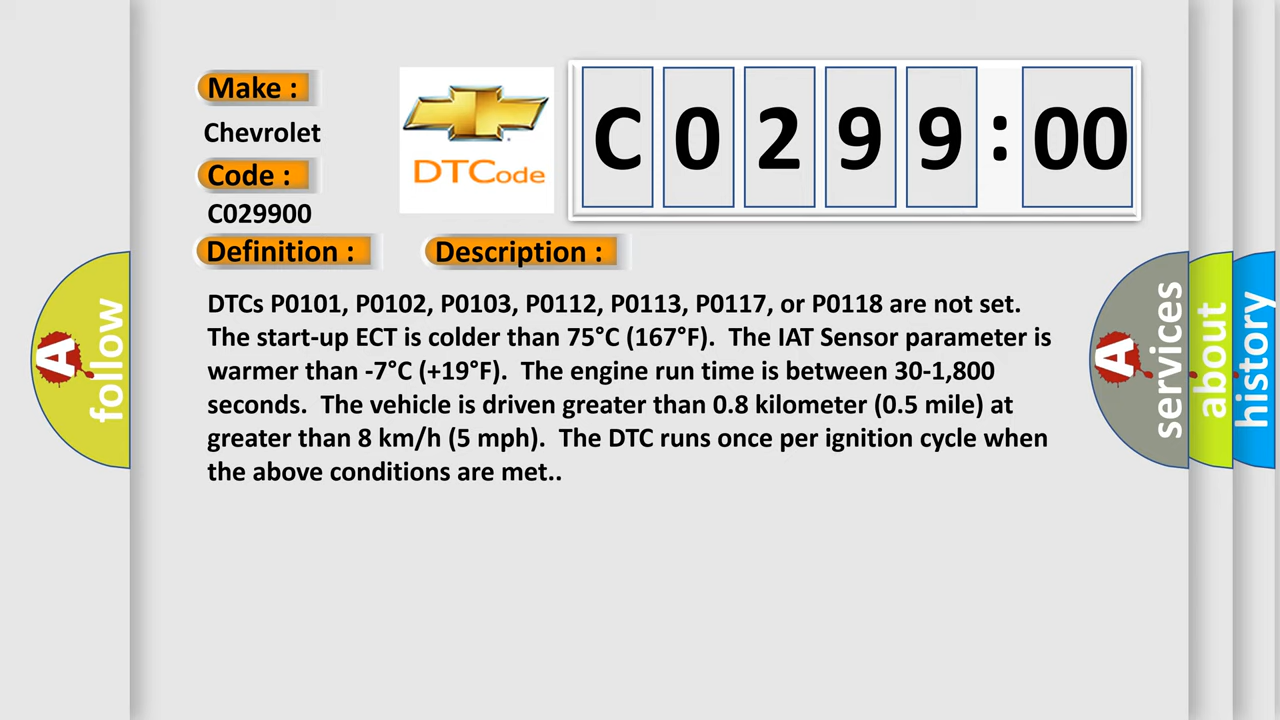 Make :
Chevrolet
Code :
C029900
DTCode
C0299:00
Definition :
Description :
DTCs P0101, P0102, P0103, P0112, P0113, P0117, or P0118 are not set.
The start-up ECT is colder than 75°C (167°F).  The IAT Sensor parameter is
warmer than -7°C (+19°F).  The engine run time is between 30-1,800
seconds.  The vehicle is driven greater than 0.8 kilometer (0.5 mile) at
greater than 8 km/h (5 mph).  The DTC runs once per ignition cycle when
the above conditions are met..
A follow
A services
about
history